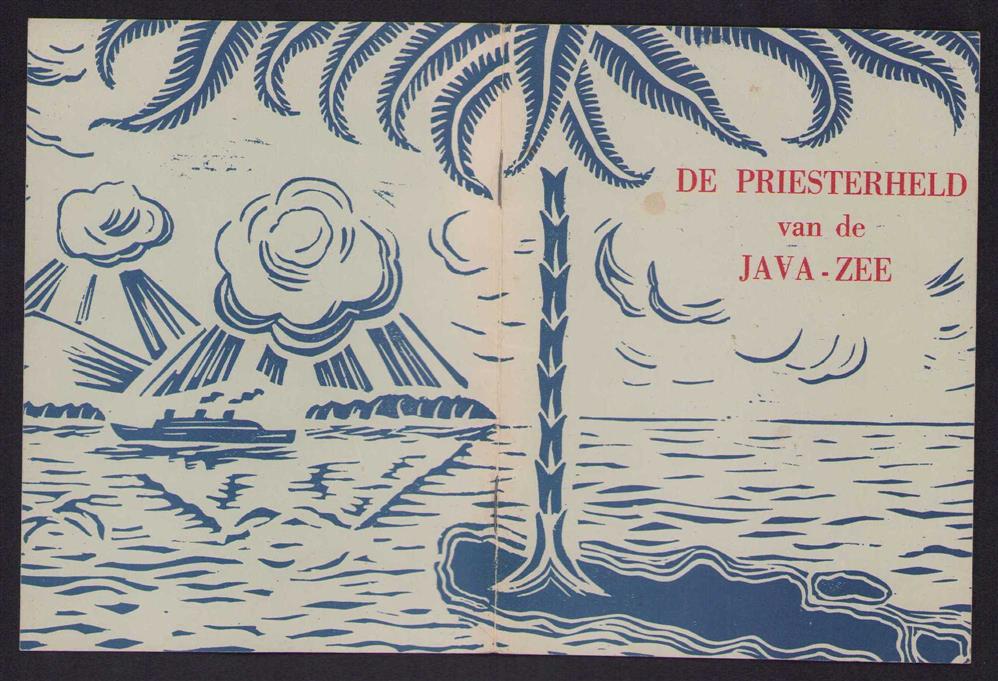 DE PRIESTERHELD
van de
JAVA-ZEE